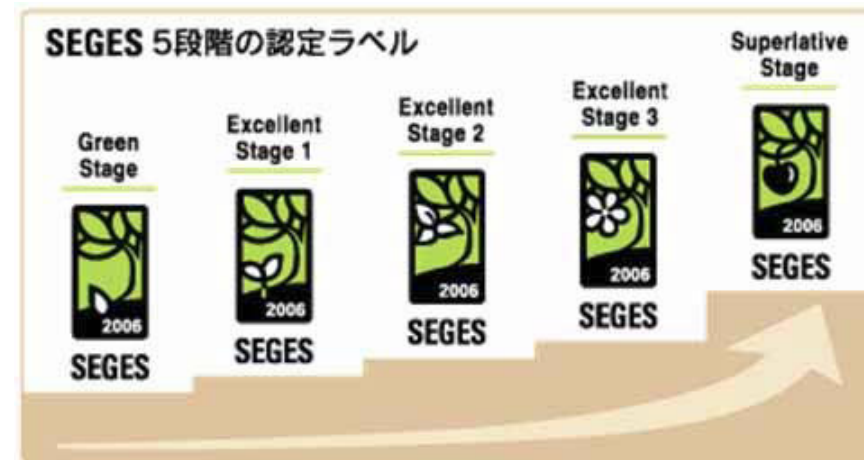 SEGES 5段階の認定ラベル
Green
Stage
2006
SEGES
Excellent
Stage 1
2006
SEGES
Excellent
Stage 2
2006
SEGES
Excellent
Stage 3
2006
SEGES
Superlative
Stage
2006
SEGES